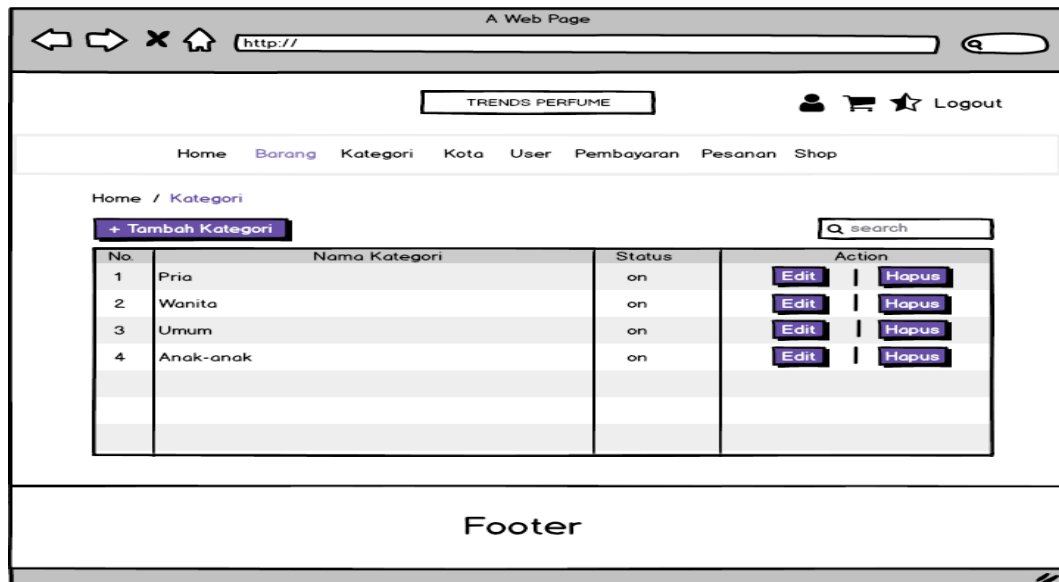 A Web Page
http://
TRENDS PERFUME
Logout
Home Barang Kategori Kota User Pembayaran Pesanan Shop
Home / Kategori
+ Tambah Kategori
search
No. Nama Kategori Status Action
1 Pria on Edit | Hapus
2 Wanita on Edit | Hapus
3 Umum on Edit | Hapus
4 Anak-anak on Edit | Hapus
Footer